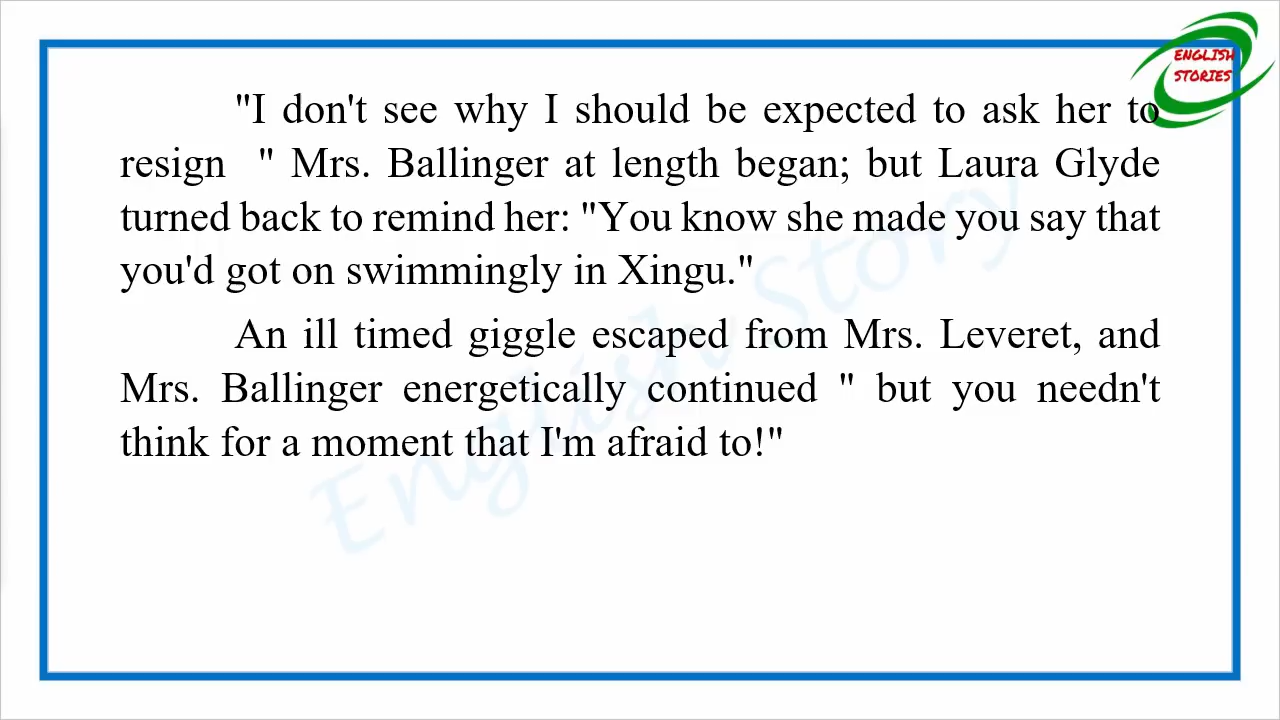 ENGLISH
STORIES
"I don't see why I should be expected to ask her to
resign " Mrs. Ballinger at length began; but Laura Glyde
turned back to remind her: "You know she made you say that
you'd got on swimmingly in Xingu."
An ill timed giggle escaped from Mrs. Leveret, and
Mrs. Ballinger energetically continued " but you needn't
think for a moment that I'm afraid to!"
English Story